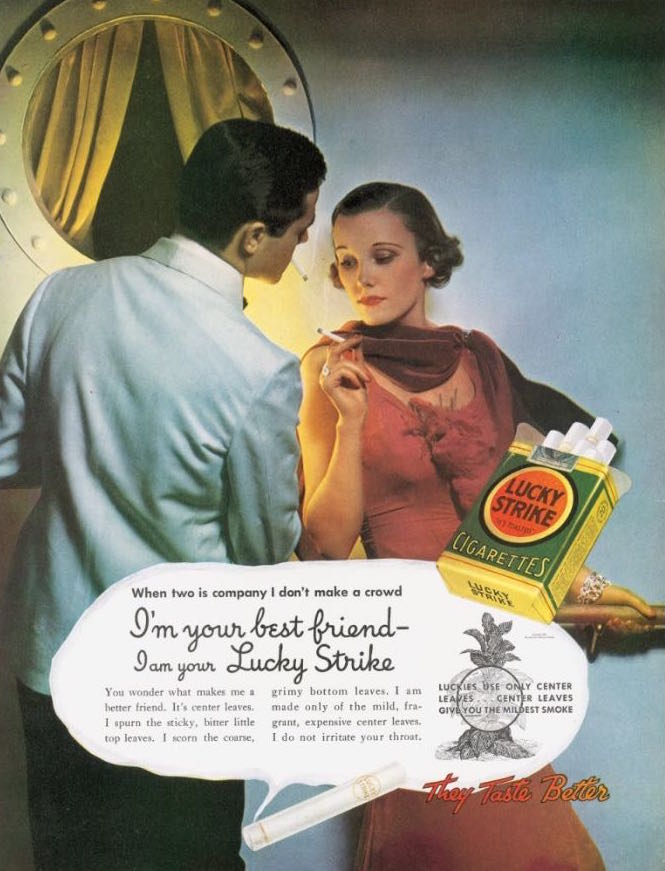 LUCKY
STRIKE
"IT'S TOASTED"
CIGARETTES
LUCKY
STRIKE
When two is company I don't make a crowd
I'm your best friend–
I am your Lucky Strike
You wonder what makes me a
better friend. It's center leaves.
I spurn the sticky, bitter little
top leaves. I scorn the coarse,
grimy bottom leaves. I am
made only of the mild, fra-
grant, expensive center leaves.
I do not irritate your throat.
LUCKIES USE ONLY CENTER
LEAVES . . . CENTER LEAVES
GIVE YOU THE MILDEST SMOKE
They Taste Better